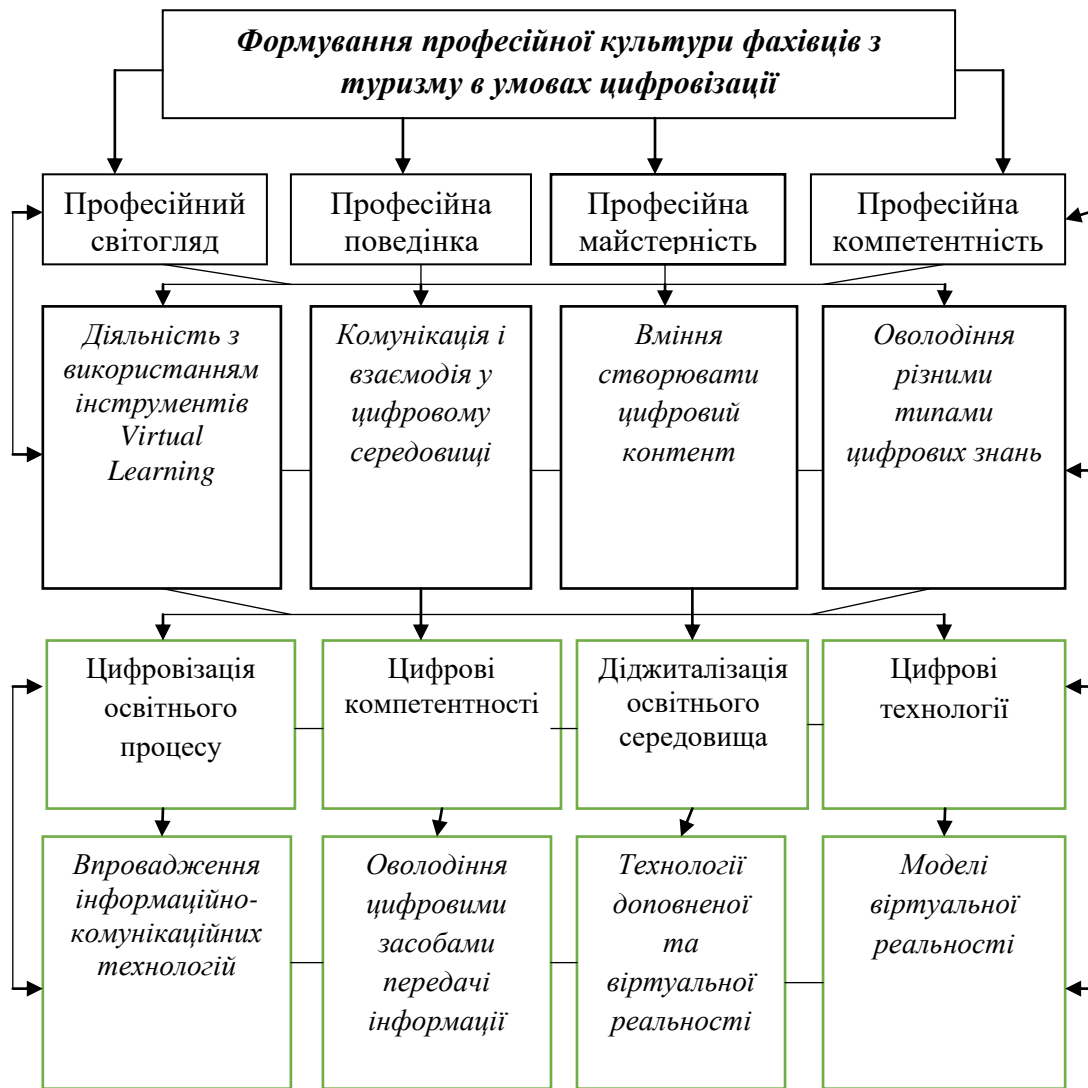 Формування професійної культури фахівців з
туризму в умовах цифровізації
Професійний
світогляд
Професійна
поведінка
Професійна
майстерність
Професійна
компетентність
Діяльність з
використанням
інструментів
Virtual
Learning
Комунікація і
взаємодія у
цифровому
середовищі
Вміння
створювати
цифровий
контент
Оволодіння
різними
типами
цифрових знань
Цифровізація
освітнього
процесу
Цифрові
компетентності
Діджиталізація
освітнього
середовища
Цифрові
технології
Впровадження
інформаційно-
комунікаційних
технологій
Оволодіння
цифровими
засобами
передачі
інформації
Технології
доповненої
та
віртуальної
реальності
Моделі
віртуальної
реальності